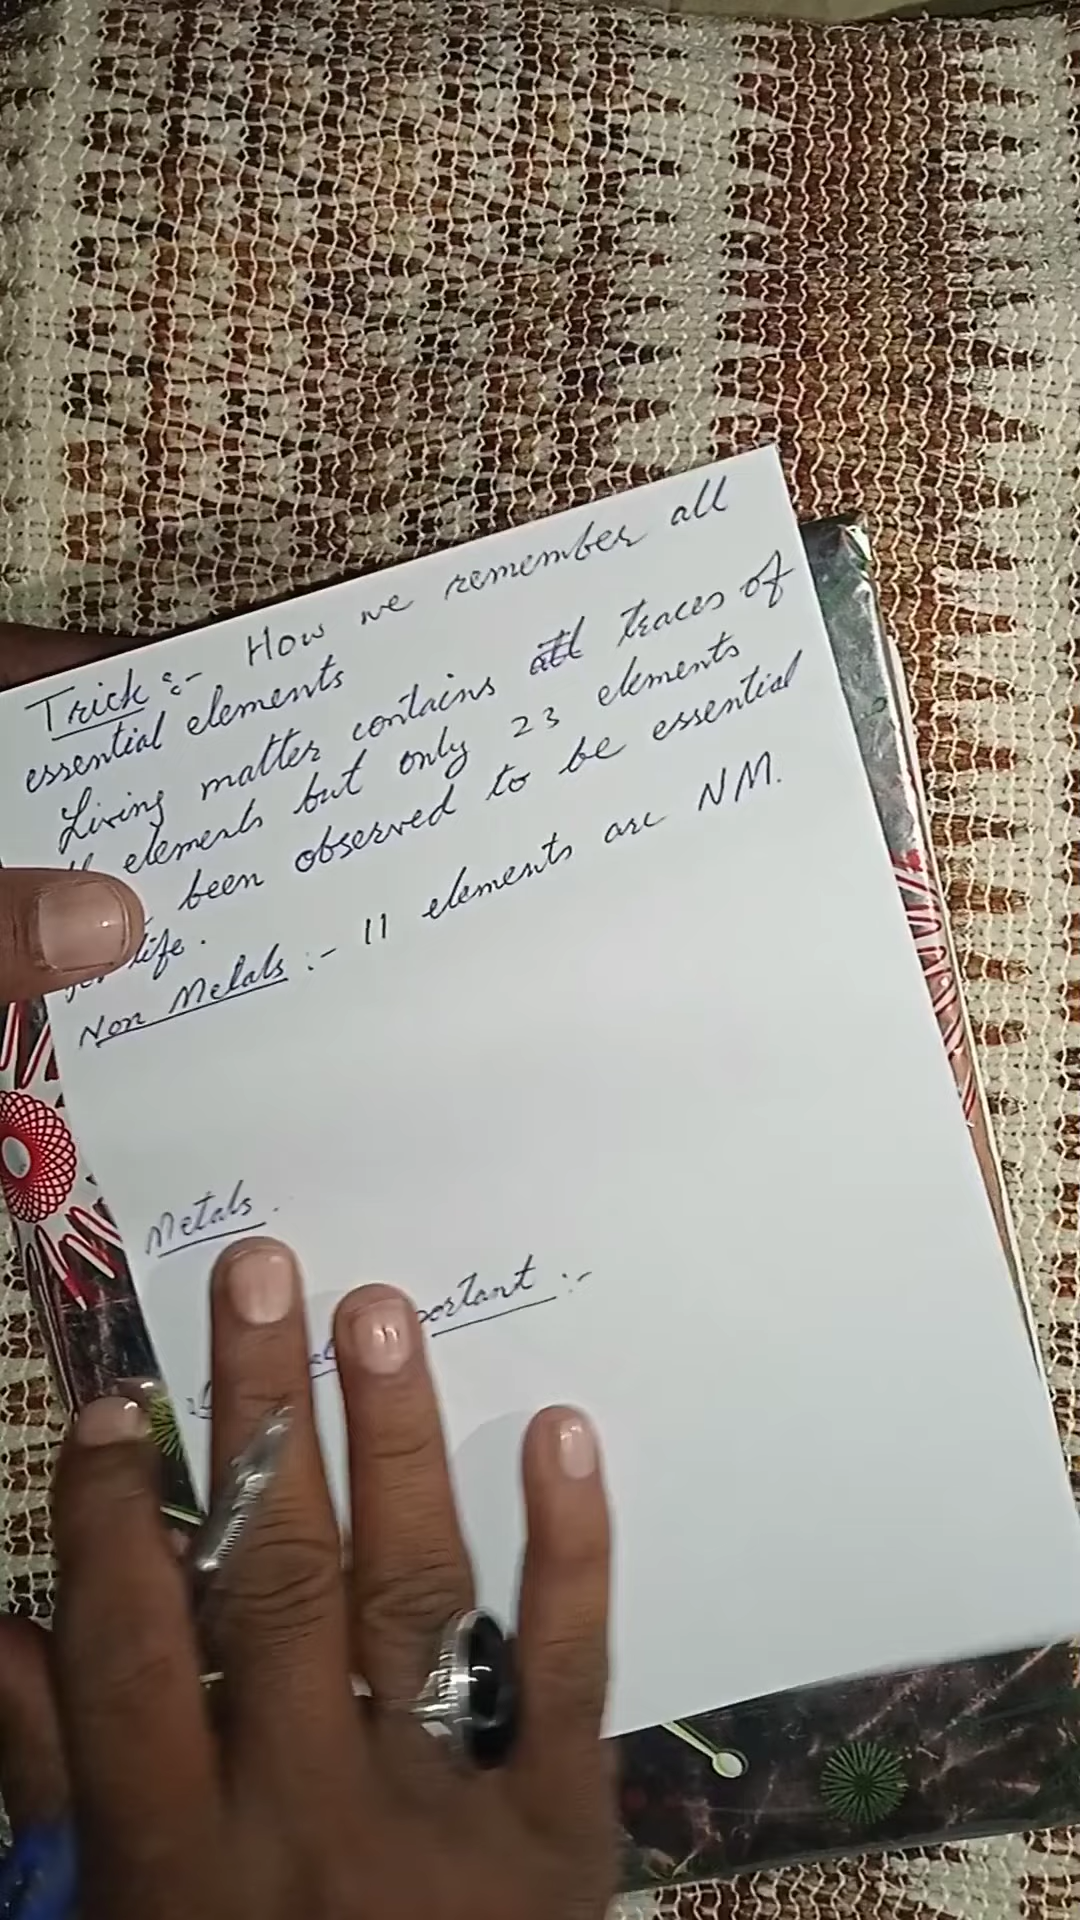 Trick :- How we remember all
essential elements
Living matter contains all traces of
elements but only 23 elements
been observed to be essential
life.
Non Metals :- 11 elements are NM.
Metals
portant :-